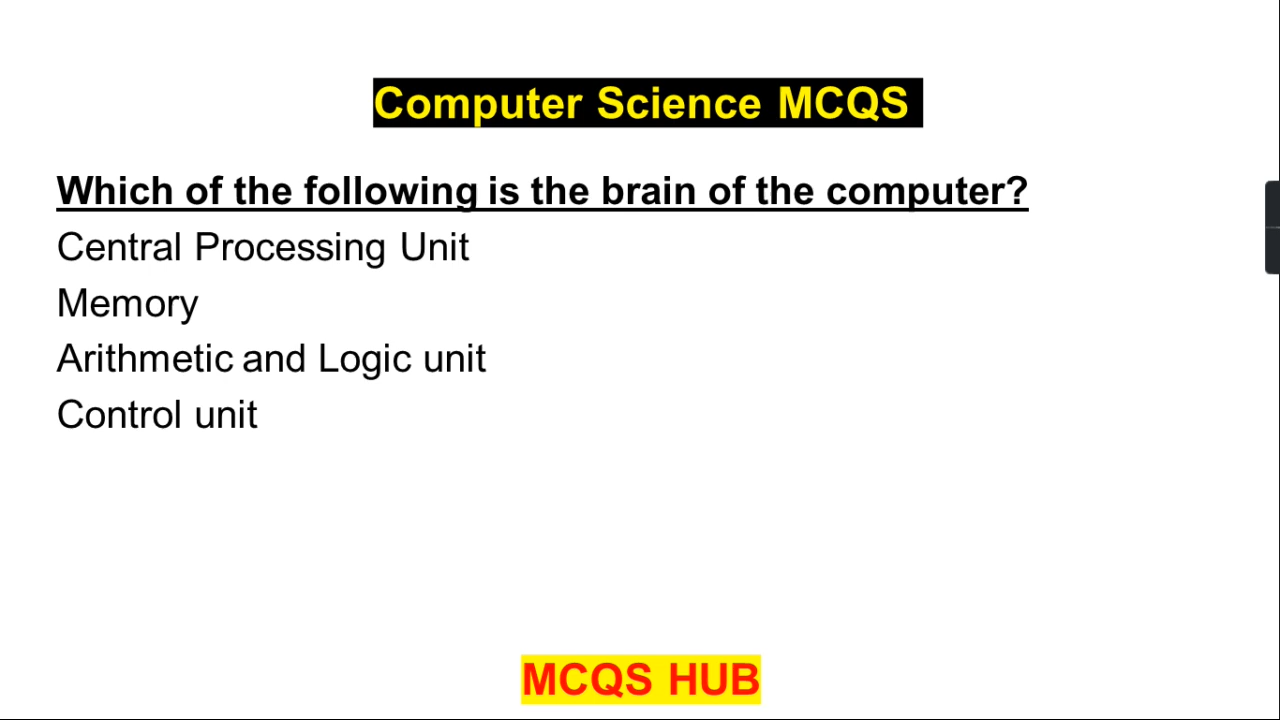 Computer Science MCQS
Which of the following is the brain of the computer?
Central Processing Unit
Memory
Arithmetic and Logic unit
Control unit
MCQS HUB